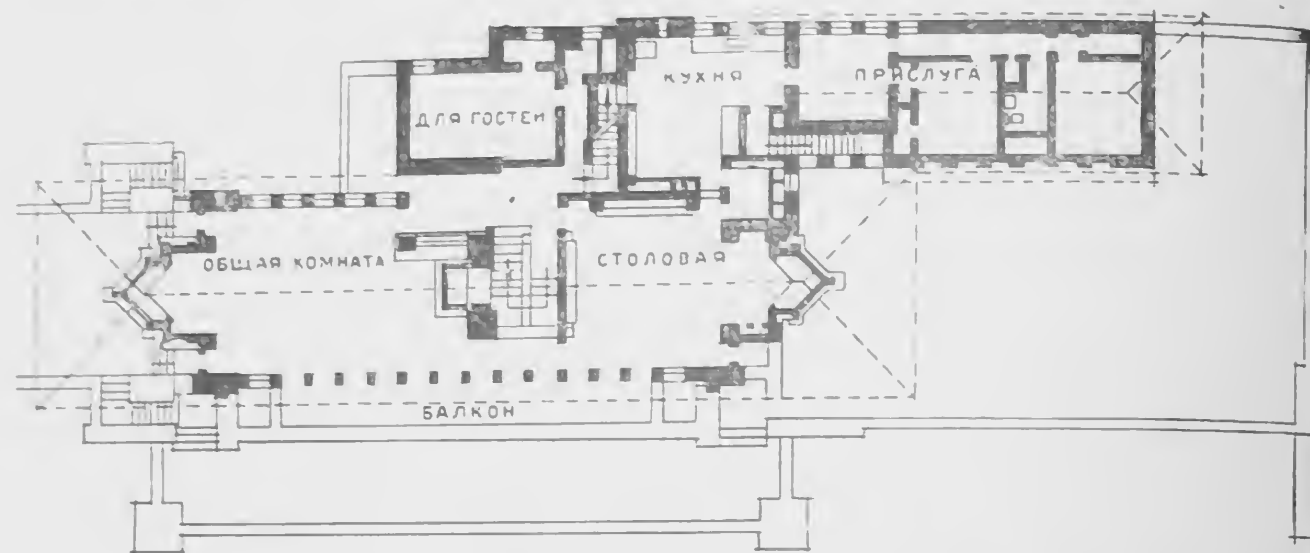 КУХНЯ
ПРИСЛУГА
ДЛЯ ГОСТЕЙ
ОБЩАЯ КОМНАТА
СТОЛОВАЯ
БАЛКОН